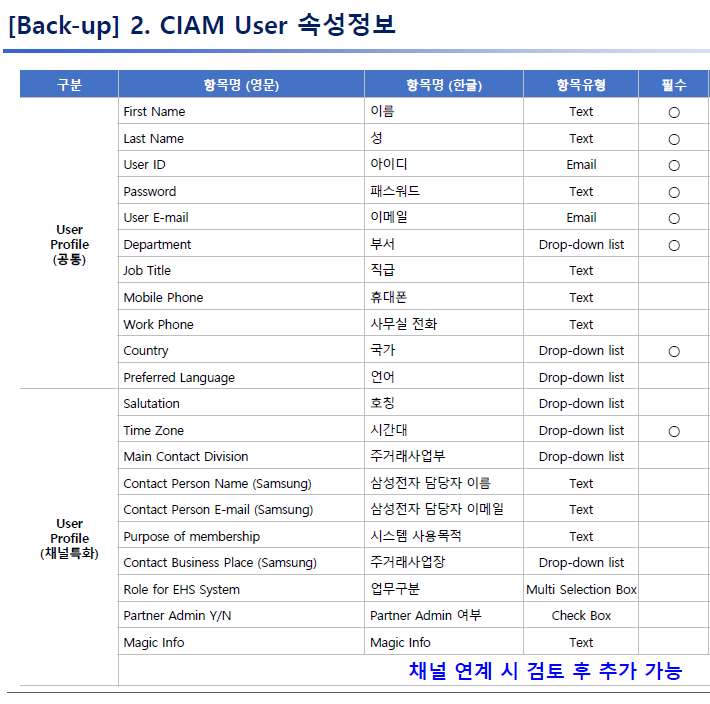 [Back-up] 2. CIAM User 속성정보
구분 항목명 (영문) 항목명 (한글) 항목유형 필수
User Profile (공통)
First Name 이름 Text ○
Last Name 성 Text ○
User ID 아이디 Email ○
Password 패스워드 Text ○
User E-mail 이메일 Email ○
Department 부서 Drop-down list ○
Job Title 직급 Text
Mobile Phone 휴대폰 Text
Work Phone 사무실 전화 Text
Country 국가 Drop-down list ○
Preferred Language 언어 Drop-down list
User Profile (채널특화)
Salutation 호칭 Drop-down list
Time Zone 시간대 Drop-down list ○
Main Contact Division 주거래사업부 Drop-down list
Contact Person Name (Samsung) 삼성전자 담당자 이름 Text
Contact Person E-mail (Samsung) 삼성전자 담당자 이메일 Text
Purpose of membership 시스템 사용목적 Text
Contact Business Place (Samsung) 주거래사업장 Drop-down list
Role for EHS System 업무구분 Multi Selection Box
Partner Admin Y/N Partner Admin 여부 Check Box
Magic Info Magic Info Text
채널 연계 시 검토 후 추가 가능